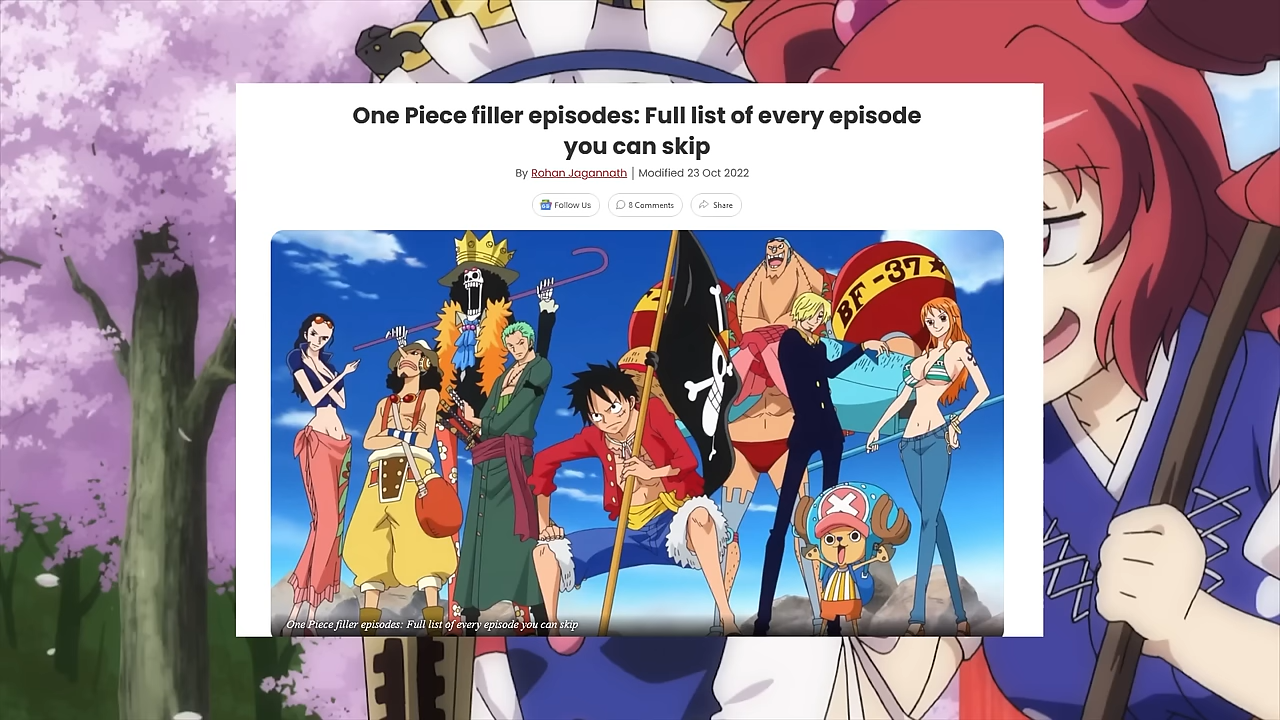 One Piece filler episodes: Full list of every episode
you can skip
By Rohan Jagannath | Modified 23 Oct 2022
Follow Us 8 Comments Share
BF-37★
One Piece filler episodes: Full list of every episode you can skip